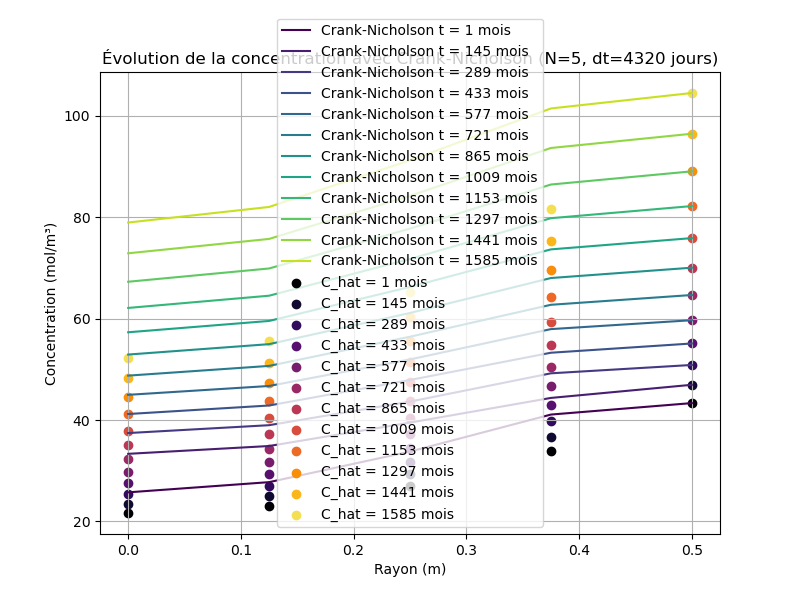 Évolution de la concentration avec Crank-Nicholson (N=5, dt=4320 jours)
Crank-Nicholson t = 1 mois
Crank-Nicholson t = 145 mois
Crank-Nicholson t = 289 mois
Crank-Nicholson t = 433 mois
Crank-Nicholson t = 577 mois
Crank-Nicholson t = 721 mois
Crank-Nicholson t = 865 mois
Crank-Nicholson t = 1009 mois
Crank-Nicholson t = 1153 mois
Crank-Nicholson t = 1297 mois
Crank-Nicholson t = 1441 mois
Crank-Nicholson t = 1585 mois
C_hat = 1 mois
C_hat = 145 mois
C_hat = 289 mois
C_hat = 433 mois
C_hat = 577 mois
C_hat = 721 mois
C_hat = 865 mois
C_hat = 1009 mois
C_hat = 1153 mois
C_hat = 1297 mois
C_hat = 1441 mois
C_hat = 1585 mois
Concentration (mol/m³)
100
80
60
40
20
0.0 0.1 0.2 0.3 0.4 0.5
Rayon (m)